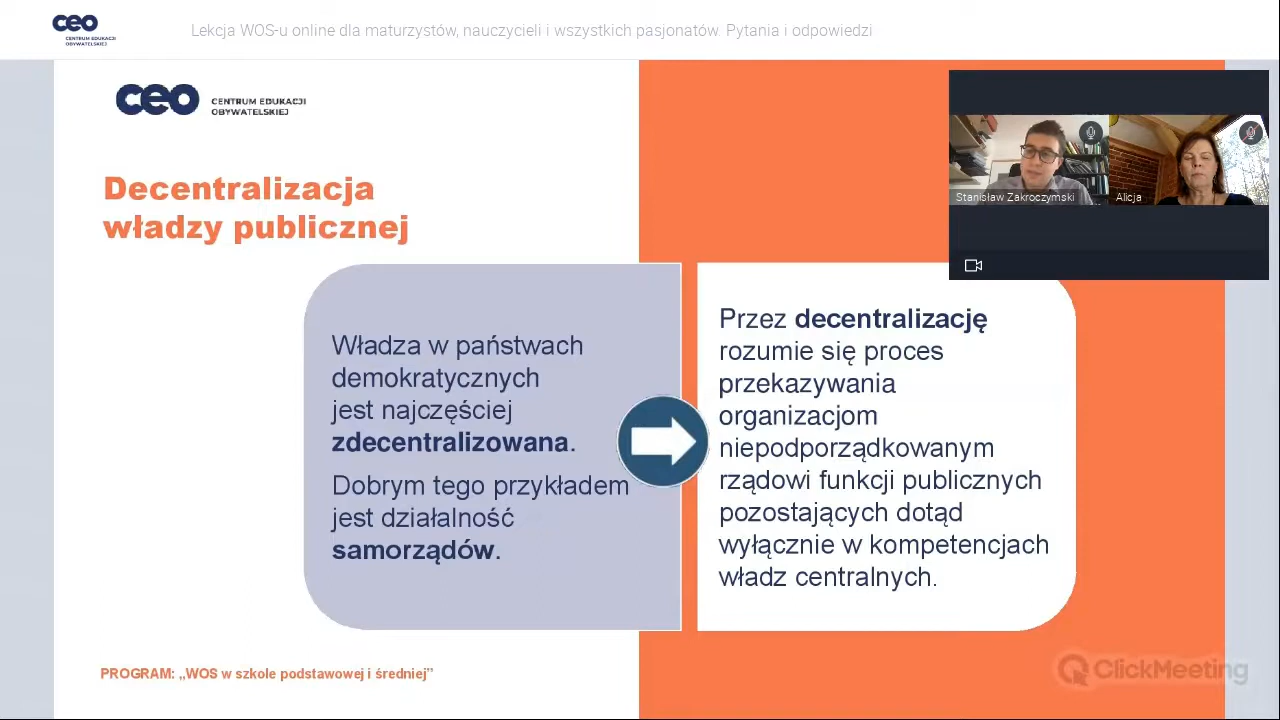 ceo
CENTRUM EDUKACJI
OBYWATELSKIEJ
Lekcja WOS-u online dla maturzystów, nauczycieli i wszystkich pasjonatów. Pytania i odpowiedzi
ceo
CENTRUM EDUKACJI
OBYWATELSKIEJ
Decentralizacja
władzy publicznej
Stanisław Zakroczymski
Alicja
Władza w państwach
demokratycznych
jest najczęściej
zdecentralizowana.
Dobrym tego przykładem
jest działalność
samorządów.
Przez decentralizację
rozumie się proces
przekazywania
organizacjom
niepodporządkowanym
rządowi funkcji publicznych
pozostających dotąd
wyłącznie w kompetencjach
władz centralnych.
PROGRAM: „WOS w szkole podstawowej i średniej”
ClickMeeting